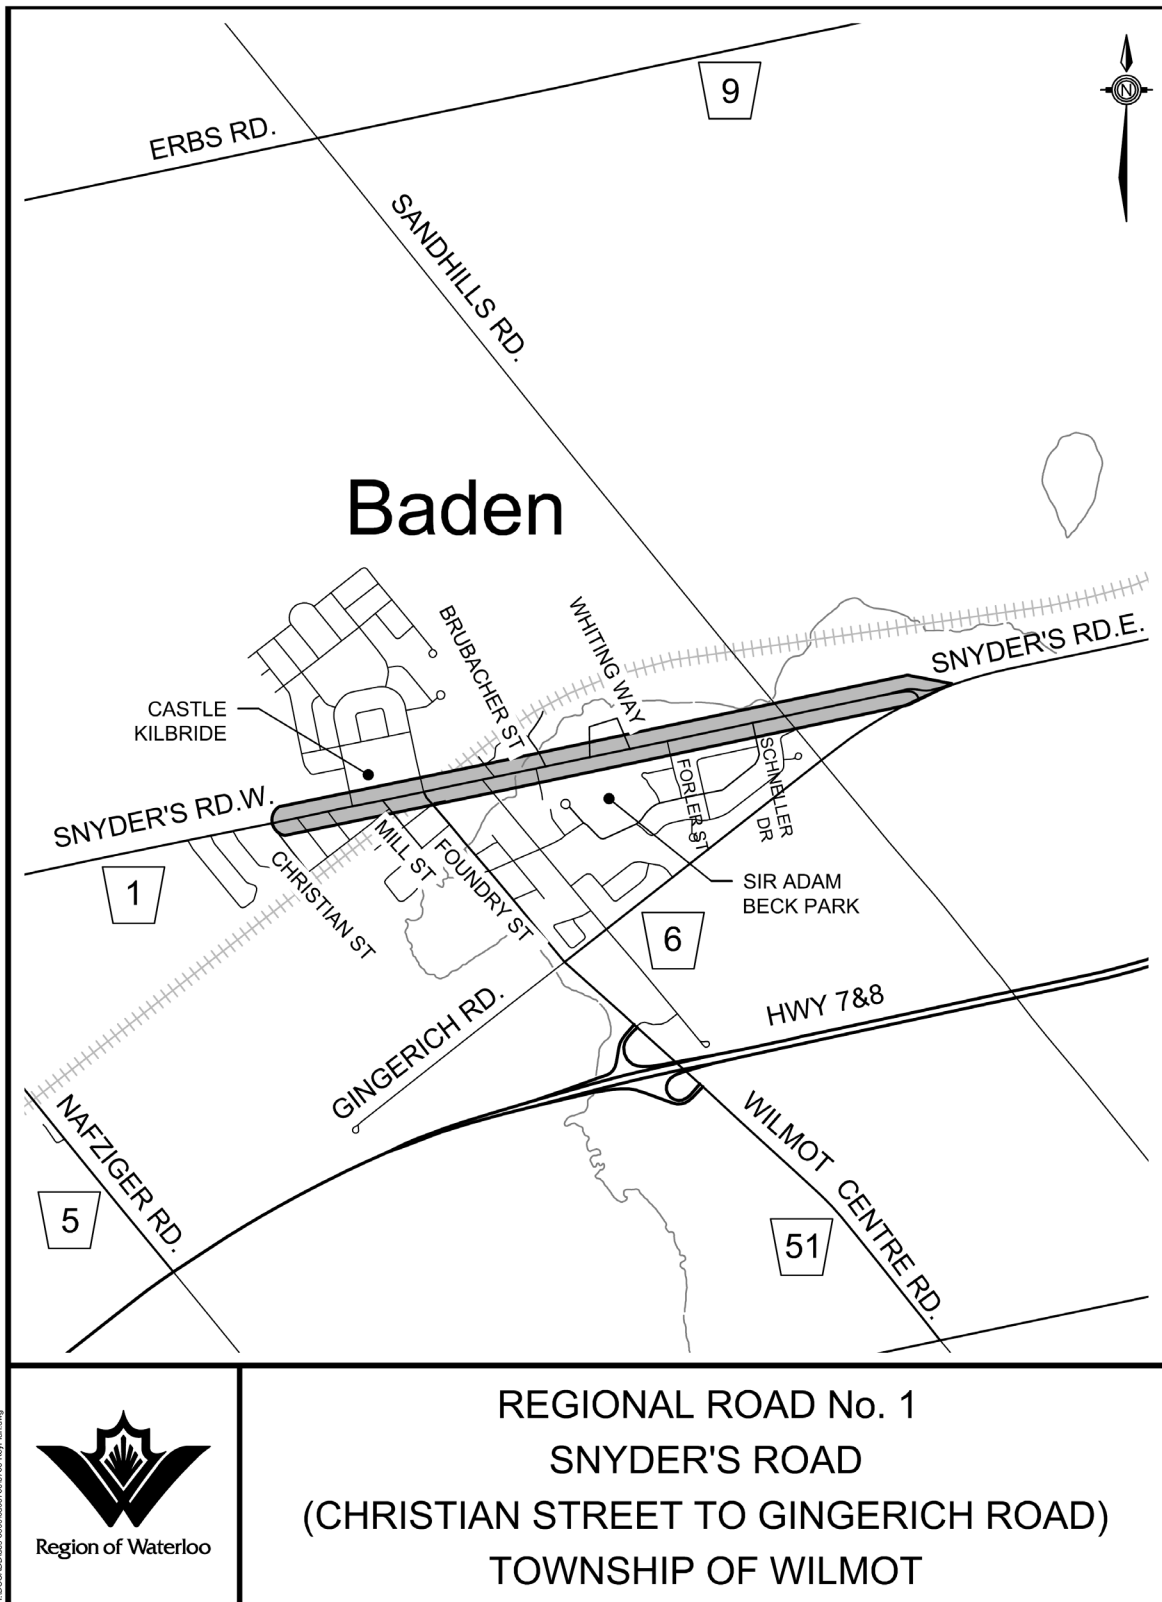 9
N
ERBS RD.
SANDHILLS RD.
Baden
BRUBACHER ST
WHITING WAY
SNYDER'S RD.E.
CASTLE
KILBRIDE
SNYDER'S RD.W.
1
CHRISTIAN ST
MILL ST
FOUNDRY ST
FORLER ST
SCHNELLER
DR
SIR ADAM
BECK PARK
6
GINGERICH RD.
HWY 7&8
NAFZIGER RD.
5
WILMOT CENTRE RD.
51
Region of Waterloo
REGIONAL ROAD No. 1
SNYDER'S ROAD
(CHRISTIAN STREET TO GINGERICH ROAD)
TOWNSHIP OF WILMOT